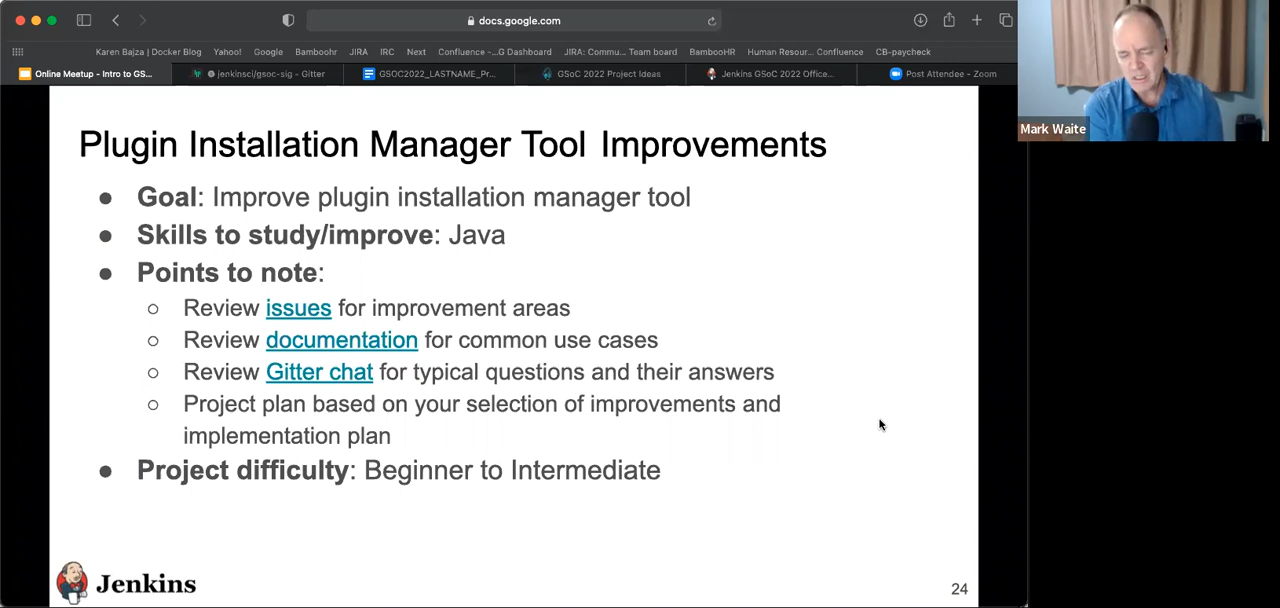 docs.google.com
Karen Bajza | Docker Blog Yahoo! Google Bamboohr JIRA IRC Next Confluence -...G Dashboard JIRA: Commu... Team board BambooHR Human Resour... Confluence CB-paycheck
Online Meetup - Intro to GS... jenkinsci/gsoc-sig - Gitter GSOC2022_LASTNAME_Pr... GSoC 2022 Project Ideas Jenkins GSoC 2022 Office... Post Attendee - Zoom
Mark Waite
Plugin Installation Manager Tool Improvements
● Goal: Improve plugin installation manager tool
● Skills to study/improve: Java
● Points to note:
○ Review issues for improvement areas
○ Review documentation for common use cases
○ Review Gitter chat for typical questions and their answers
○ Project plan based on your selection of improvements and
implementation plan
● Project difficulty: Beginner to Intermediate
Jenkins
24